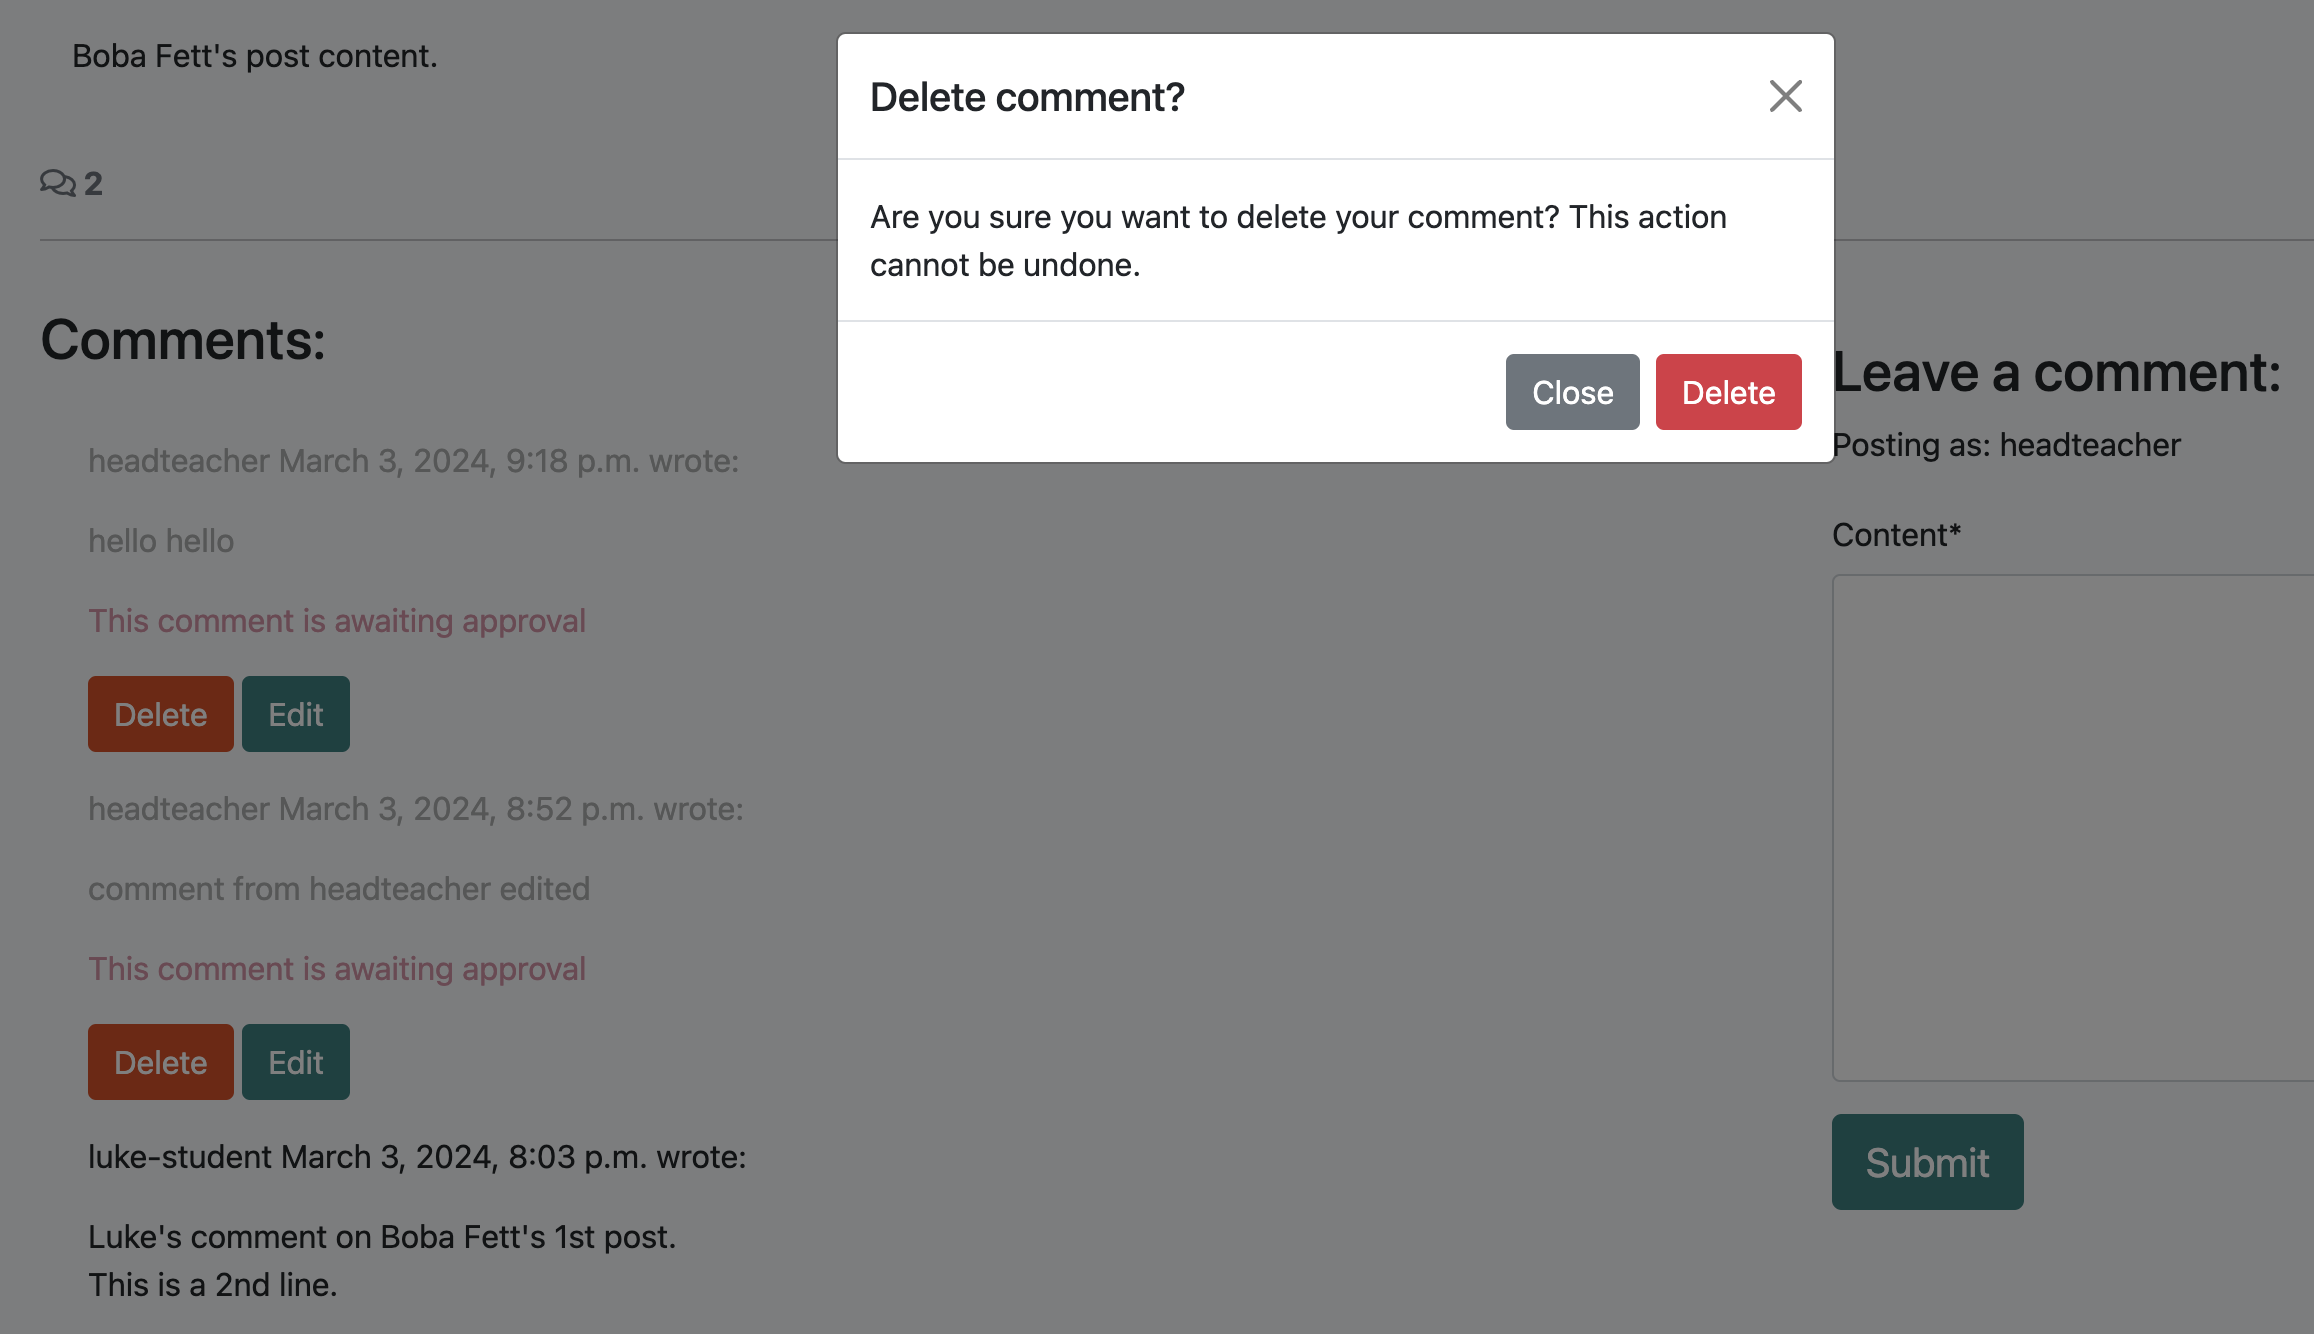 Boba Fett's post content.
2
Delete comment?
Are you sure you want to delete your comment? This action
cannot be undone.
Close
Delete
Comments:
headteacher March 3, 2024, 9:18 p.m. wrote:
hello hello
This comment is awaiting approval
Delete
Edit
headteacher March 3, 2024, 8:52 p.m. wrote:
comment from headteacher edited
This comment is awaiting approval
Delete
Edit
luke-student March 3, 2024, 8:03 p.m. wrote:
Luke's comment on Boba Fett's 1st post.
This is a 2nd line.
Leave a comment:
Posting as: headteacher
Content*
Submit